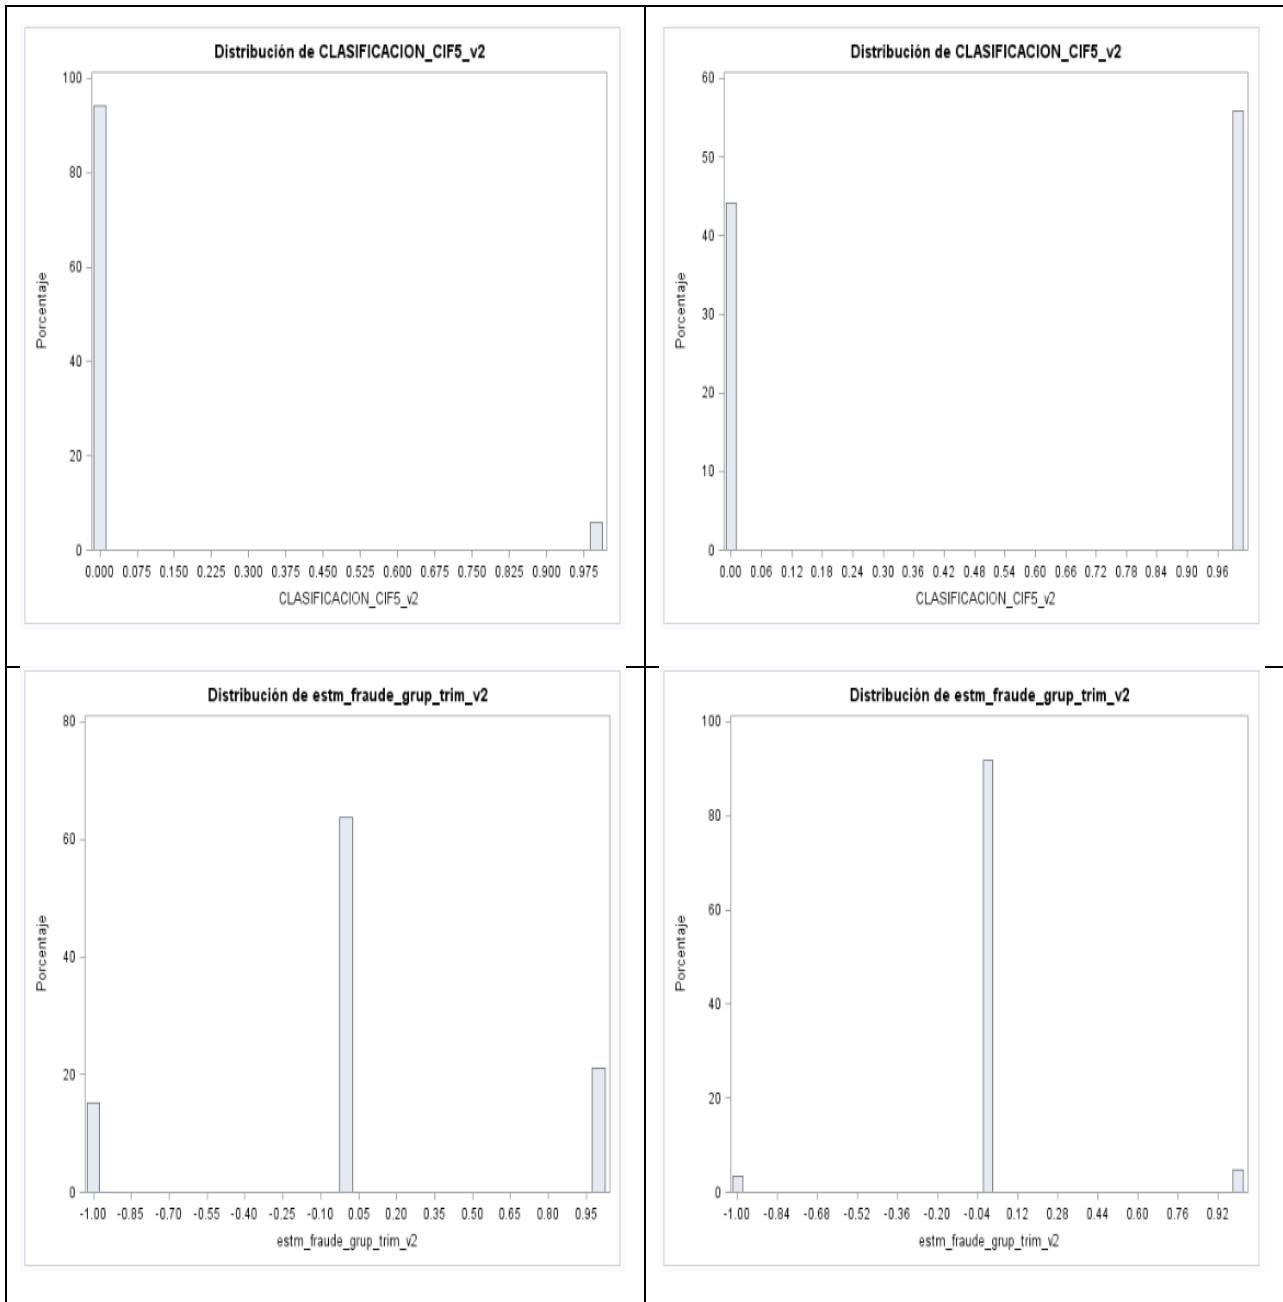 Distribución de CLASIFICACION_CIF5_v2
100
80
60
40
20
0
Porcentaje
0.000 0.075 0.150 0.225 0.300 0.375 0.450 0.525 0.600 0.675 0.750 0.825 0.900 0.975
CLASIFICACION_CIF5_v2
Distribución de CLASIFICACION_CIF5_v2
60
50
40
30
20
10
0
Porcentaje
0.00 0.06 0.12 0.18 0.24 0.30 0.36 0.42 0.48 0.54 0.60 0.66 0.72 0.78 0.84 0.90 0.96
CLASIFICACION_CIF5_v2
Distribución de estm_fraude_grup_trim_v2
80
60
40
20
0
Porcentaje
-1.00 -0.85 -0.70 -0.55 -0.40 -0.25 -0.10 0.05 0.20 0.35 0.50 0.65 0.80 0.95
estm_fraude_grup_trim_v2
Distribución de estm_fraude_grup_trim_v2
100
80
60
40
20
0
Porcentaje
-1.00 -0.84 -0.68 -0.52 -0.36 -0.20 -0.04 0.12 0.28 0.44 0.60 0.76 0.92
estm_fraude_grup_trim_v2